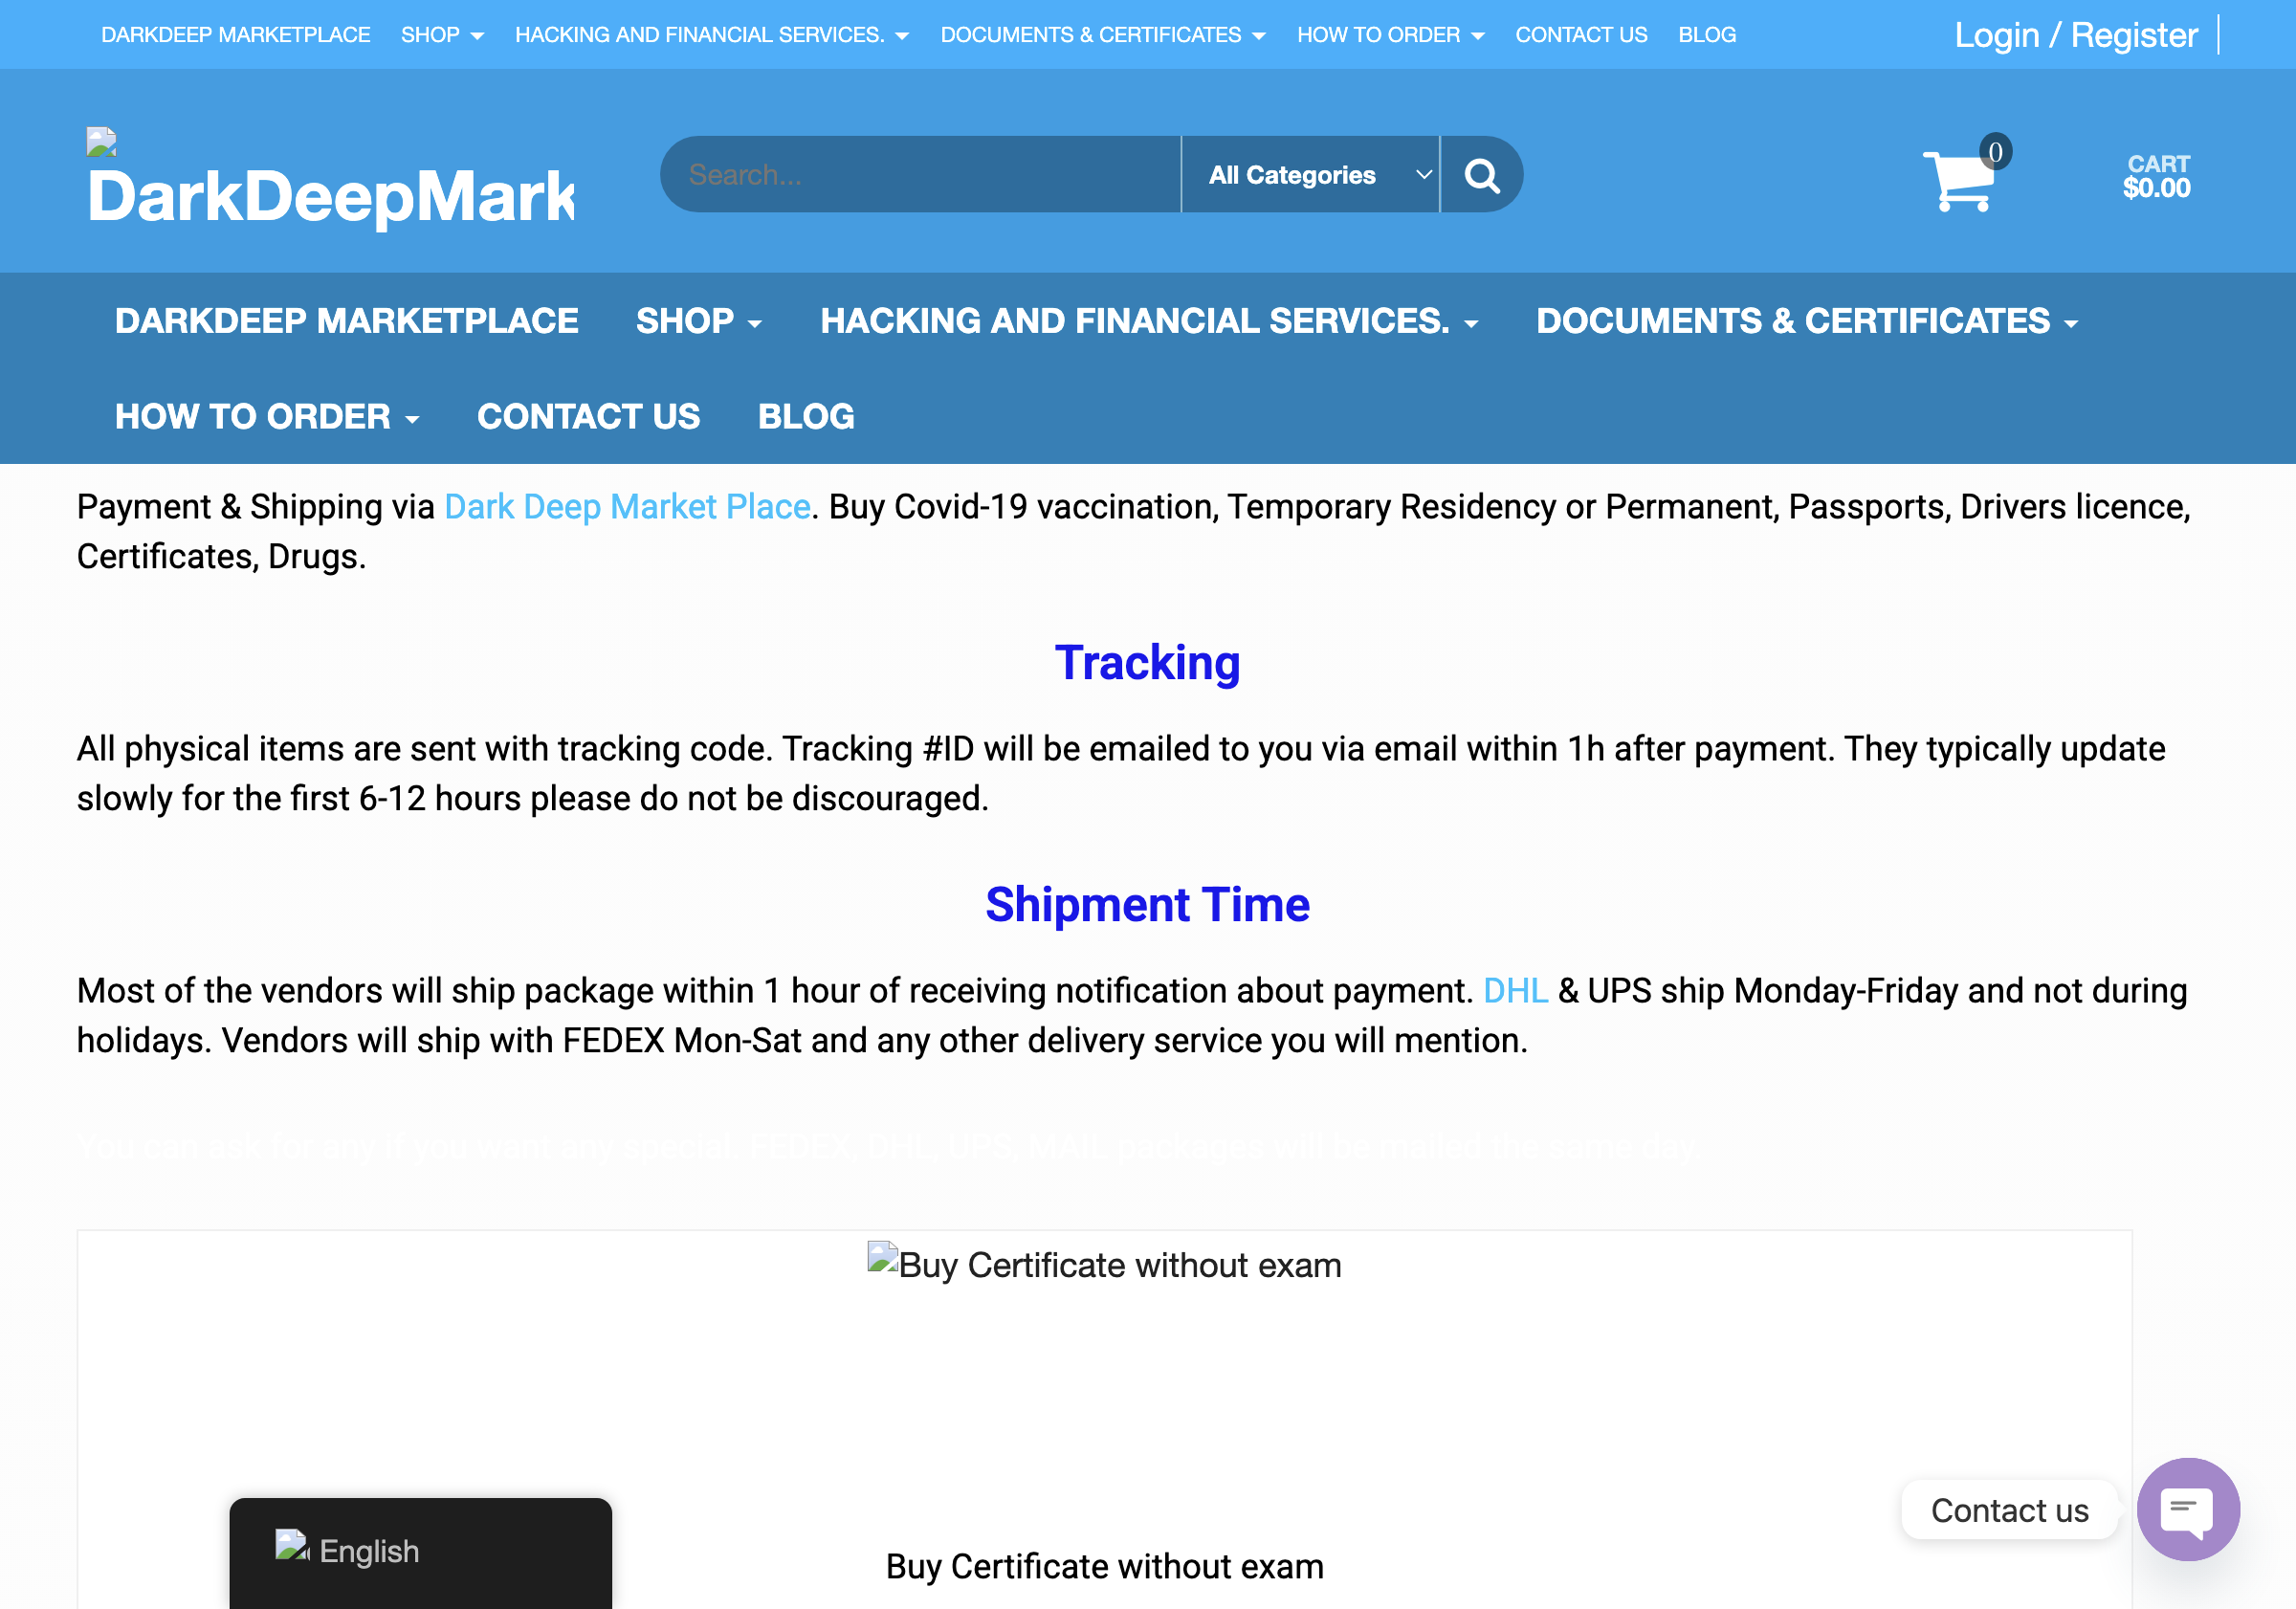 DARKDEEP MARKETPLACE SHOP HACKING AND FINANCIAL SERVICES. DOCUMENTS & CERTIFICATES HOW TO ORDER CONTACT US BLOG Login / Register
DarkDeepMark
Search...
All Categories
0
CART
$0.00
DARKDEEP MARKETPLACE SHOP HACKING AND FINANCIAL SERVICES. DOCUMENTS & CERTIFICATES
HOW TO ORDER CONTACT US BLOG
Payment & Shipping via Dark Deep Market Place. Buy Covid-19 vaccination, Temporary Residency or Permanent, Passports, Drivers licence,
Certificates, Drugs.
Tracking
All physical items are sent with tracking code. Tracking #ID will be emailed to you via email within 1h after payment. They typically update
slowly for the first 6-12 hours please do not be discouraged.
Shipment Time
Most of the vendors will ship package within 1 hour of receiving notification about payment. DHL & UPS ship Monday-Friday and not during
holidays. Vendors will ship with FEDEX Mon-Sat and any other delivery service you will mention.
You can ask for any if you want any special. FEDEX, DHL, UPS, MAIL packages will be mailed the same day.
Buy Certificate without exam
Contact us
English
Buy Certificate without exam